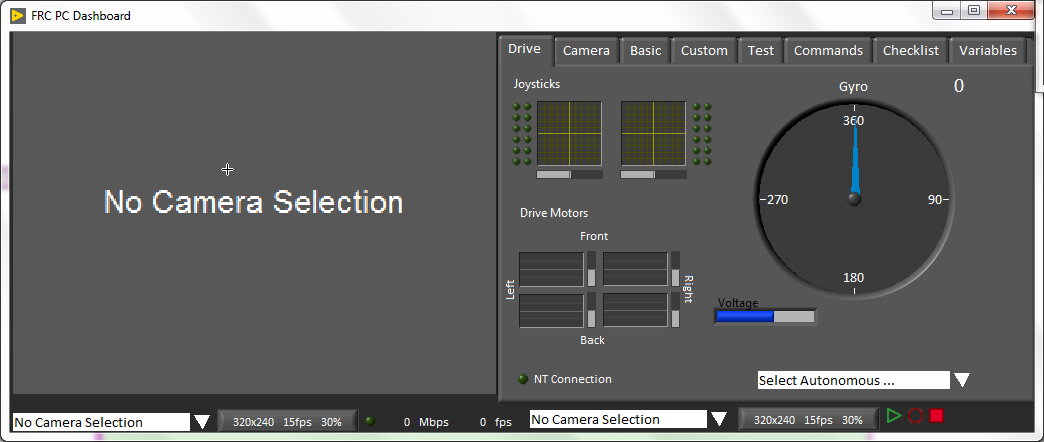 FRC PC Dashboard
Drive Camera Basic Custom Test Commands Checklist Variables
No Camera Selection
Joysticks
Gyro 0
360
270
90
180
Drive Motors
Front
Left
Right
Back
Voltage
NT Connection
Select Autonomous ...
No Camera Selection 320x240 15fps 30% 0 Mbps 0 fps No Camera Selection 320x240 15fps 30%